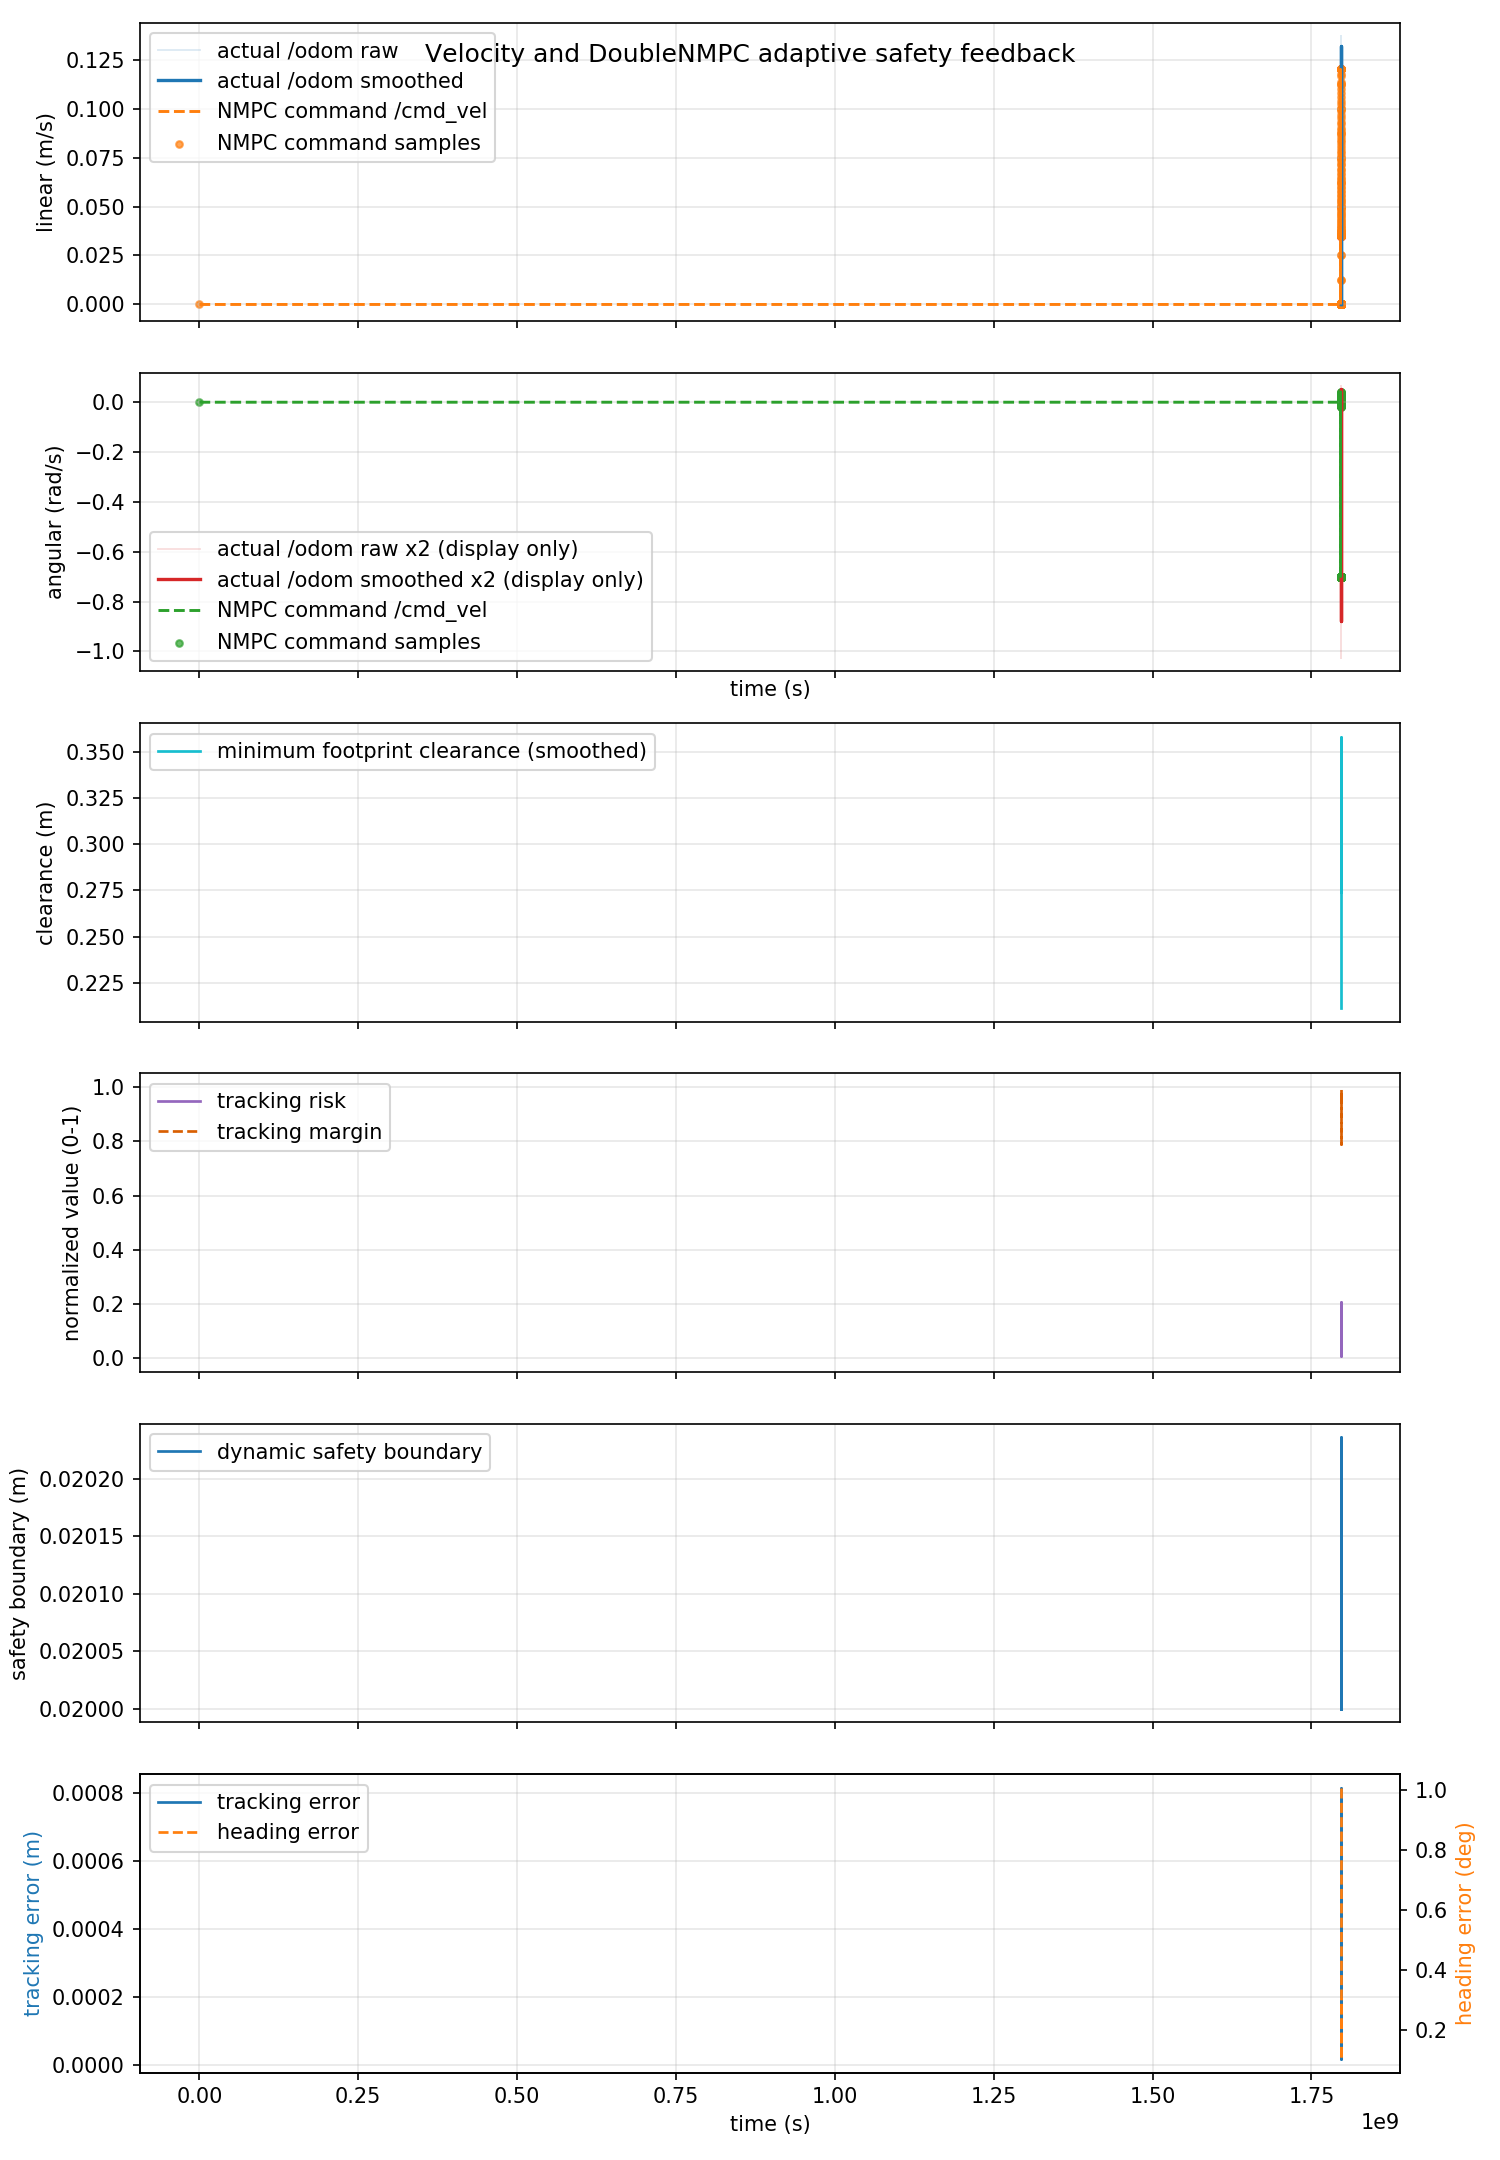 Velocity and DoubleNMPC adaptive safety feedback
actual /odom raw
actual /odom smoothed
NMPC command /cmd_vel
NMPC command samples
linear (m/s)
0.125
0.100
0.075
0.050
0.025
0.000
angular (rad/s)
0.0
−0.2
−0.4
−0.6
−0.8
−1.0
actual /odom raw x2 (display only)
actual /odom smoothed x2 (display only)
NMPC command /cmd_vel
NMPC command samples
time (s)
minimum footprint clearance (smoothed)
clearance (m)
0.350
0.325
0.300
0.275
0.250
0.225
tracking risk
tracking margin
normalized value (0-1)
1.0
0.8
0.6
0.4
0.2
0.0
dynamic safety boundary
safety boundary (m)
0.02020
0.02015
0.02010
0.02005
0.02000
tracking error
heading error
tracking error (m)
0.0008
0.0006
0.0004
0.0002
0.0000
heading error (deg)
1.0
0.8
0.6
0.4
0.2
0.00 0.25 0.50 0.75 1.00 1.25 1.50 1.75
1e9
time (s)